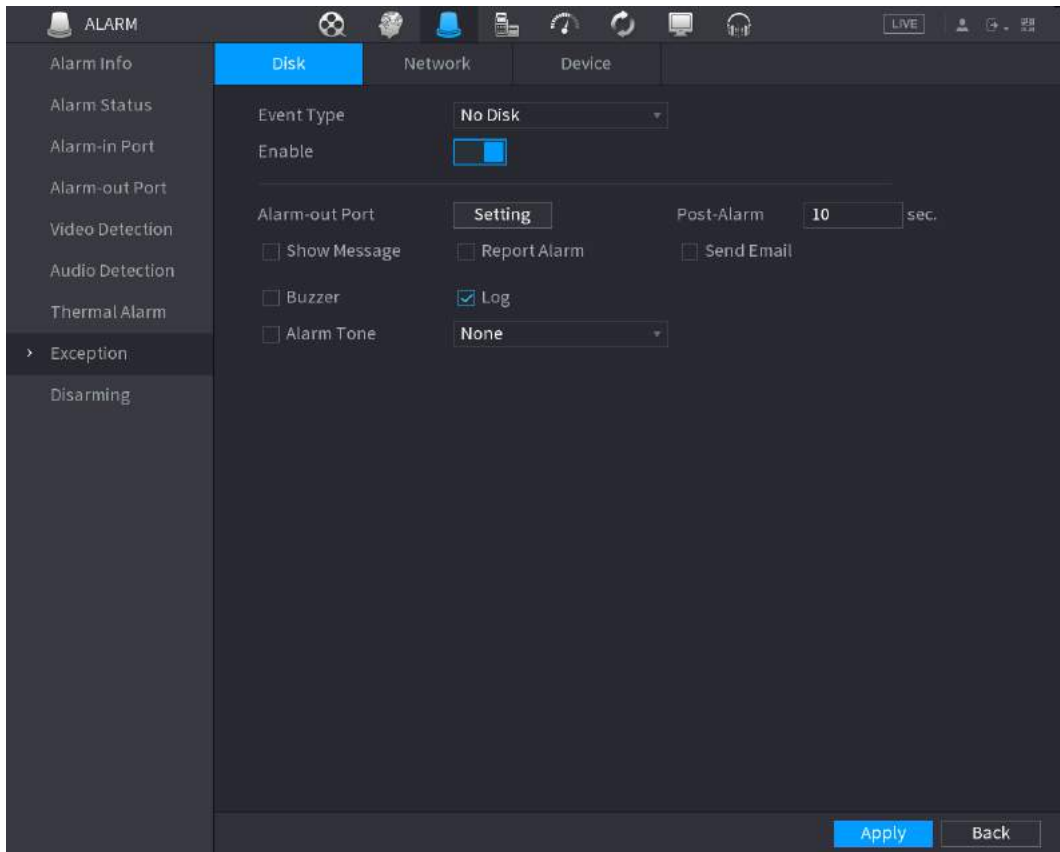 ALARM
LIVE
Alarm Info
Alarm Status
Alarm-in Port
Alarm-out Port
Video Detection
Audio Detection
Thermal Alarm
Exception
Disarming
Disk Network Device
Event Type No Disk
Enable
Alarm-out Port Setting Post-Alarm 10 sec.
Show Message Report Alarm Send Email
Buzzer Log
Alarm Tone None
Apply Back